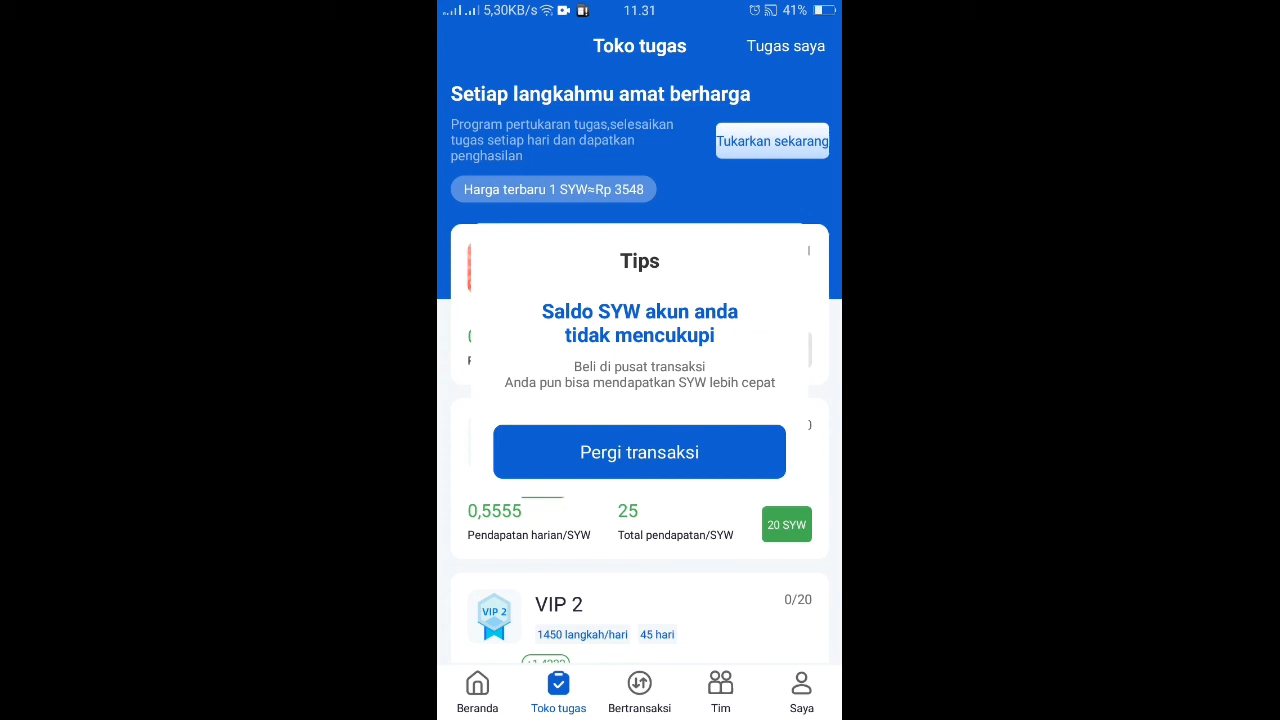 5,30KB/s
11.31
41%
Toko tugas
Tugas saya
Setiap langkahmu amat berharga
Program pertukaran tugas,selesaikan
tugas setiap hari dan dapatkan
penghasilan
Tukarkan sekarang
Harga terbaru 1 SYW≈Rp 3548
Tips
Saldo SYW akun anda
tidak mencukupi
Beli di pusat transaksi
Anda pun bisa mendapatkan SYW lebih cepat
Pergi transaksi
0,5555
25
Pendapatan harian/SYW
Total pendapatan/SYW
20 SYW
VIP 2
VIP 2
0/20
1450 langkah/hari
45 hari
Beranda
Toko tugas
Bertransaksi
Tim
Saya